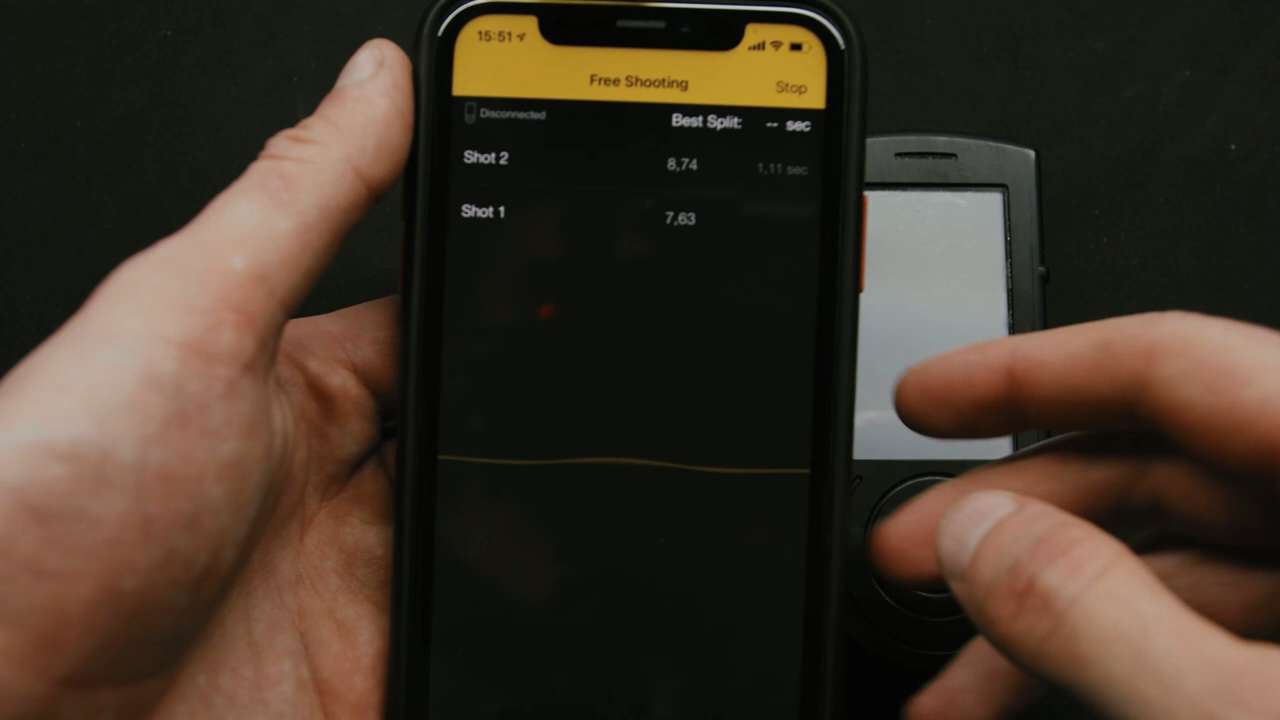 15:51
Free Shooting Stop
Disconnected Best Split: -- sec
Shot 2 8,74 1,11 sec
Shot 1 7,63